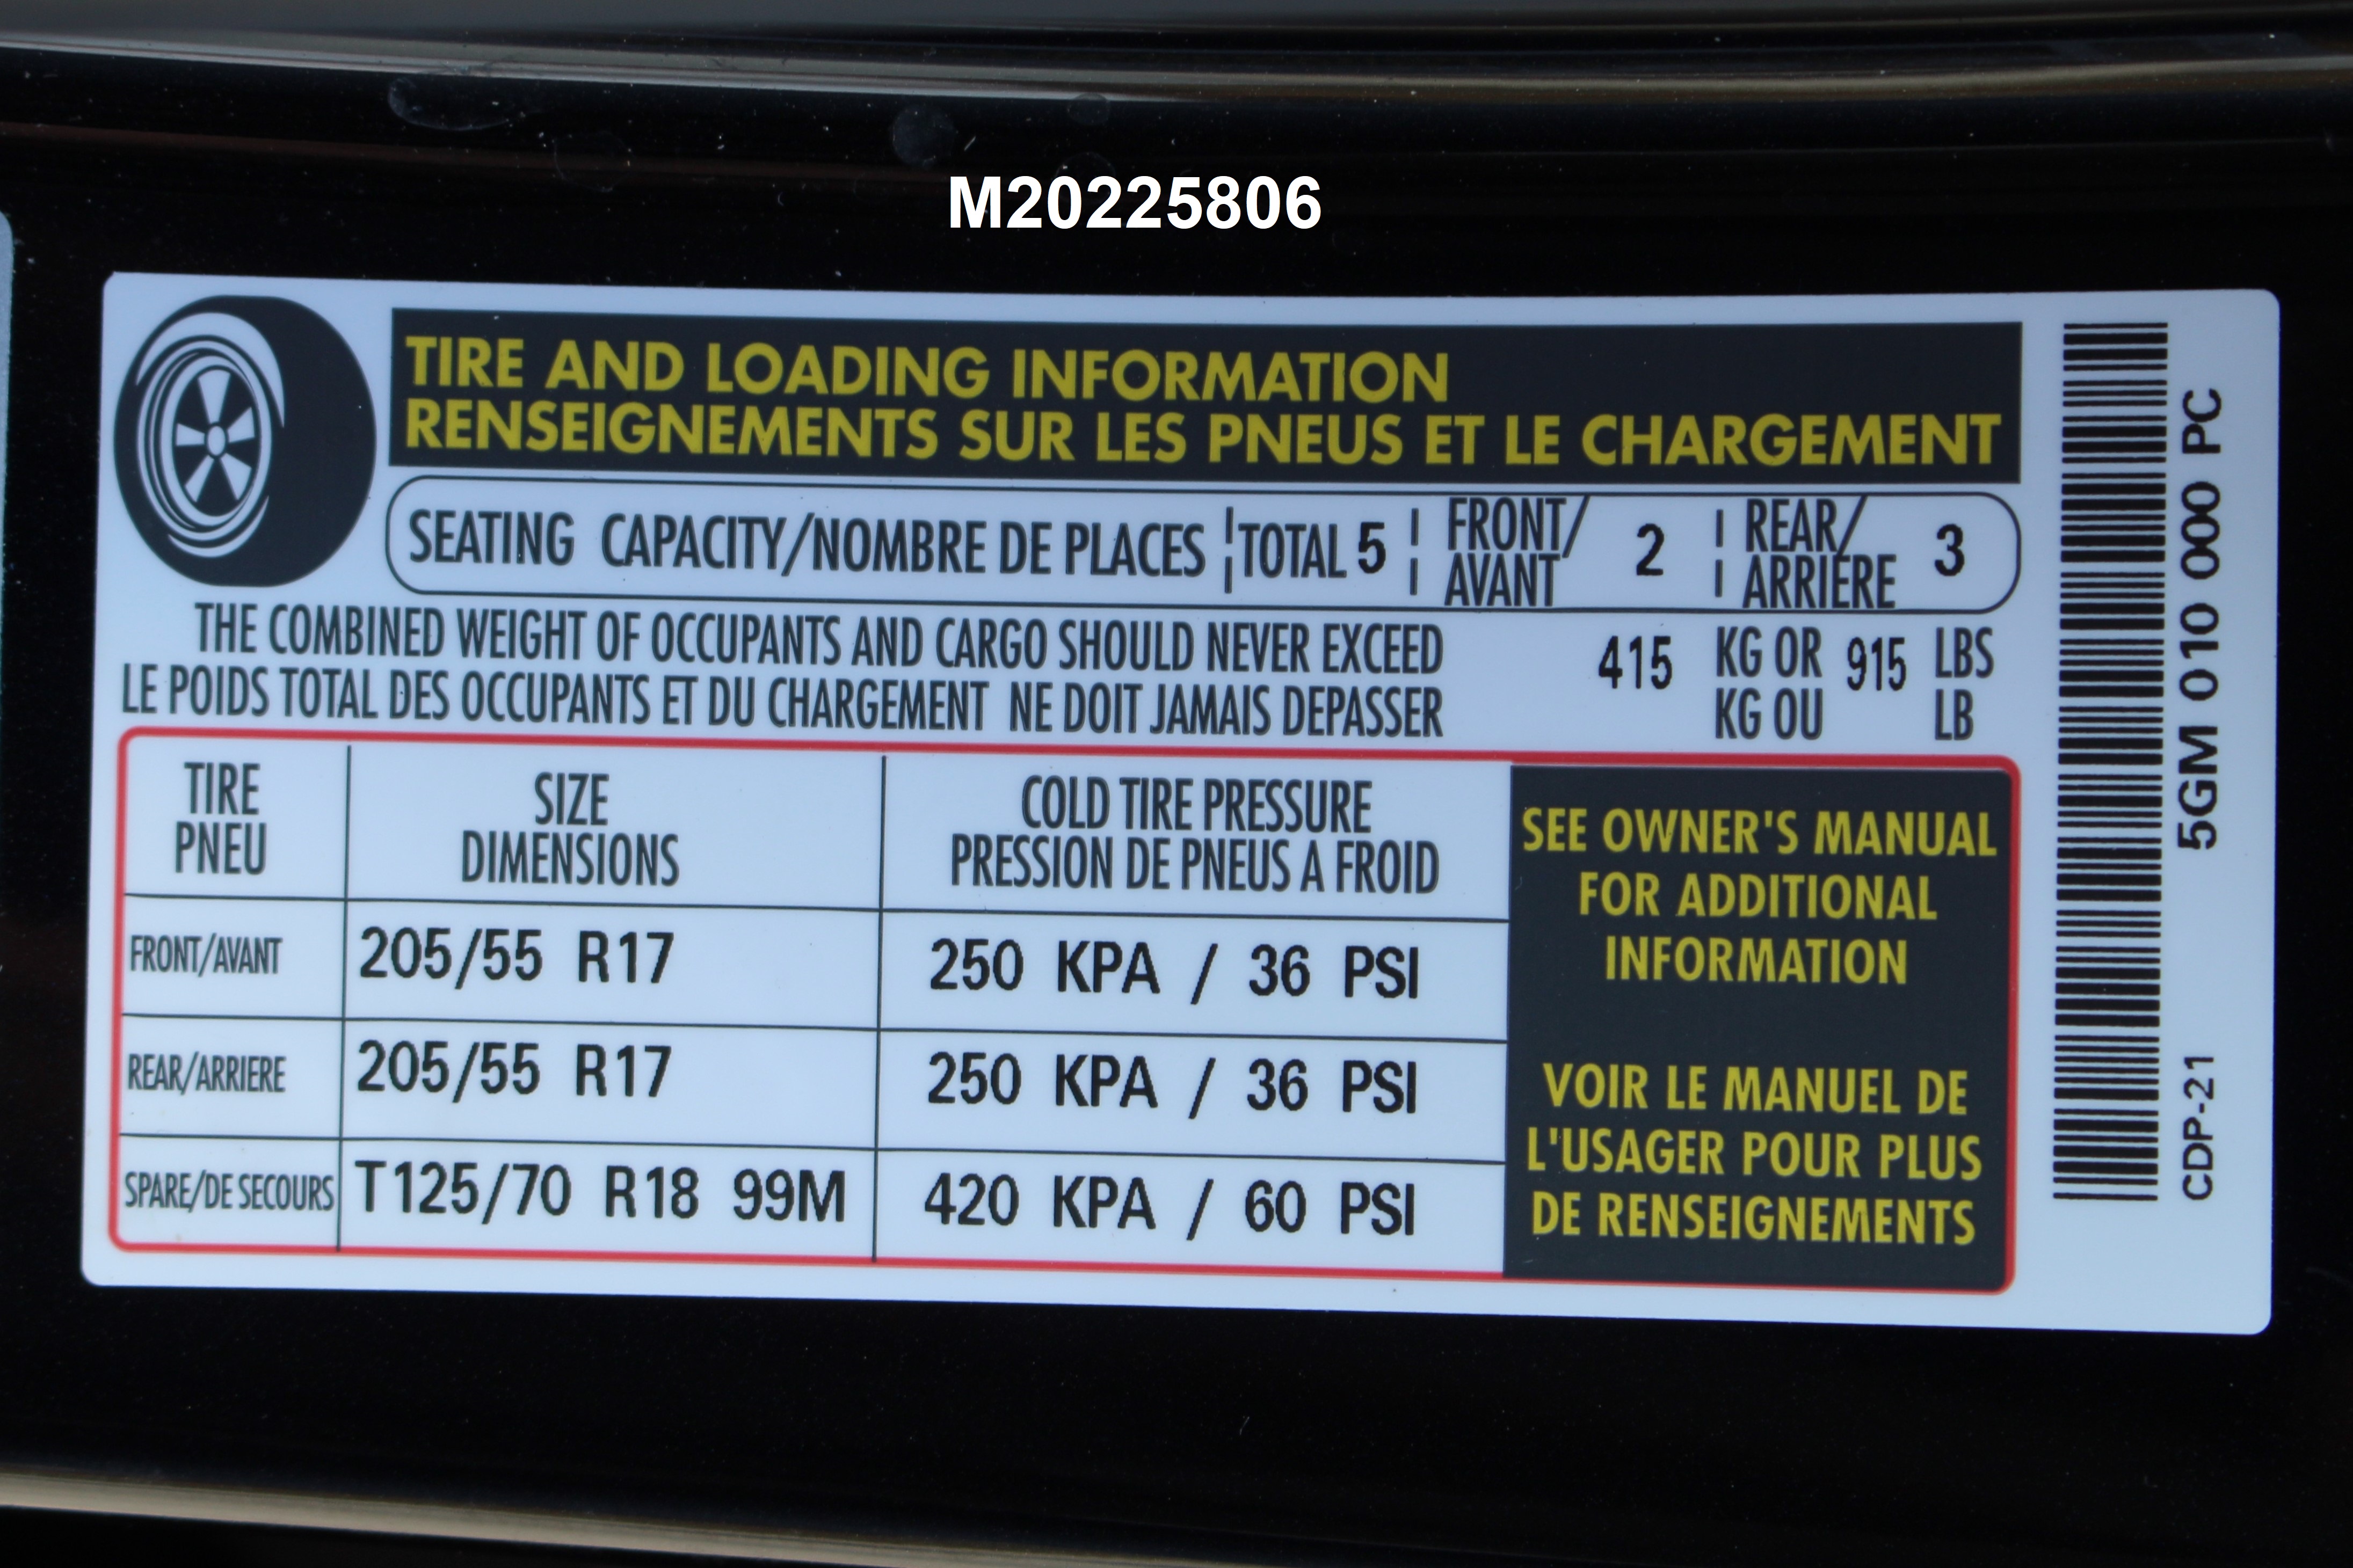 M20225806
TIRE AND LOADING INFORMATION
RENSEIGNEMENTS SUR LES PNEUS ET LE CHARGEMENT
SEATING CAPACITY/NOMBRE DE PLACES TOTAL 5 FRONT/AVANT 2 REAR/ARRIERE 3
THE COMBINED WEIGHT OF OCCUPANTS AND CARGO SHOULD NEVER EXCEED 415 KG OR 915 LBS
LE POIDS TOTAL DES OCCUPANTS ET DU CHARGEMENT NE DOIT JAMAIS DEPASSER KG OU LB
TIRE SIZE COLD TIRE PRESSURE
PNEU DIMENSIONS PRESSION DE PNEUS A FROID
FRONT/AVANT 205/55 R17 250 KPA / 36 PSI
REAR/ARRIERE 205/55 R17 250 KPA / 36 PSI
SPARE/DE SECOURS T125/70 R18 99M 420 KPA / 60 PSI
SEE OWNER'S MANUAL
FOR ADDITIONAL
INFORMATION
VOIR LE MANUEL DE
L'USAGER POUR PLUS
DE RENSEIGNEMENTS
5GM 010 000 PC
CDP-21